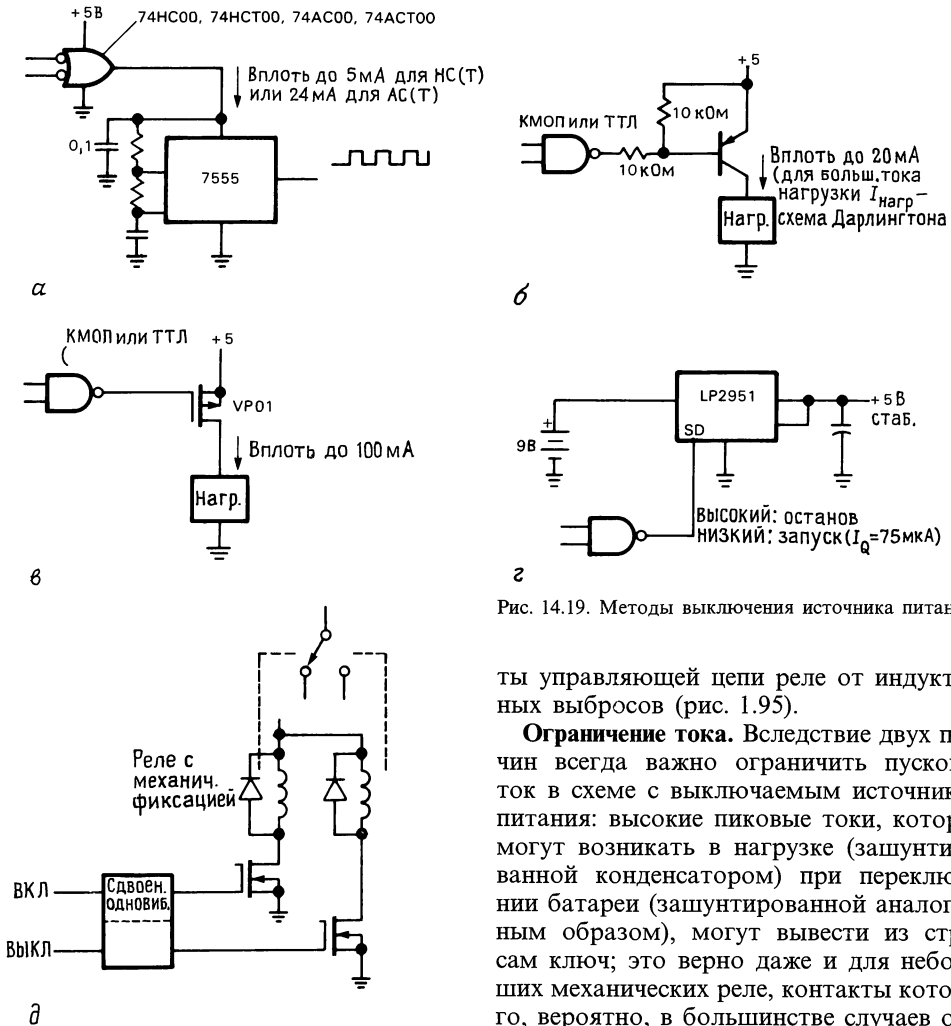 +5В
74HC00, 74HCT00, 74AC00, 74ACT00
Вплоть до 5мА для HC(T)
или 24мА для AC(T)
0,1
7555
а
+5
10 кОм
КМОП или ТТЛ
10 кОм
Вплоть до 20мА
(для больш. тока
нагрузки Iнагр –
схема Дарлингтона
Нагр.
б
КМОП или ТТЛ
+5
VP01
Вплоть до 100мА
Нагр.
в
LP2951
SD
+5В
стаб.
+
9В
ВЫСОКИЙ: останов
НИЗКИЙ: запуск (IQ=75мкА)
г
Рис. 14.19. Методы выключения источника питан
Реле с
механич.
фиксацией
ВКЛ
Сдвоен.
одновиб.
ВЫКЛ
д
ты управляющей цепи реле от индукт
ных выбросов (рис. 1.95).
Ограничение тока. Вследствие двух п
чин всегда важно ограничить пуско
ток в схеме с выключаемым источник
питания: высокие пиковые токи, котор
могут возникать в нагрузке (зашунти
ванной конденсатором) при переклю
нии батареи (зашунтированной аналог
ным образом), могут вывести из стр
сам ключ; это верно даже и для небо
ших механических реле, контакты кото
го, вероятно, в большинстве случаев с